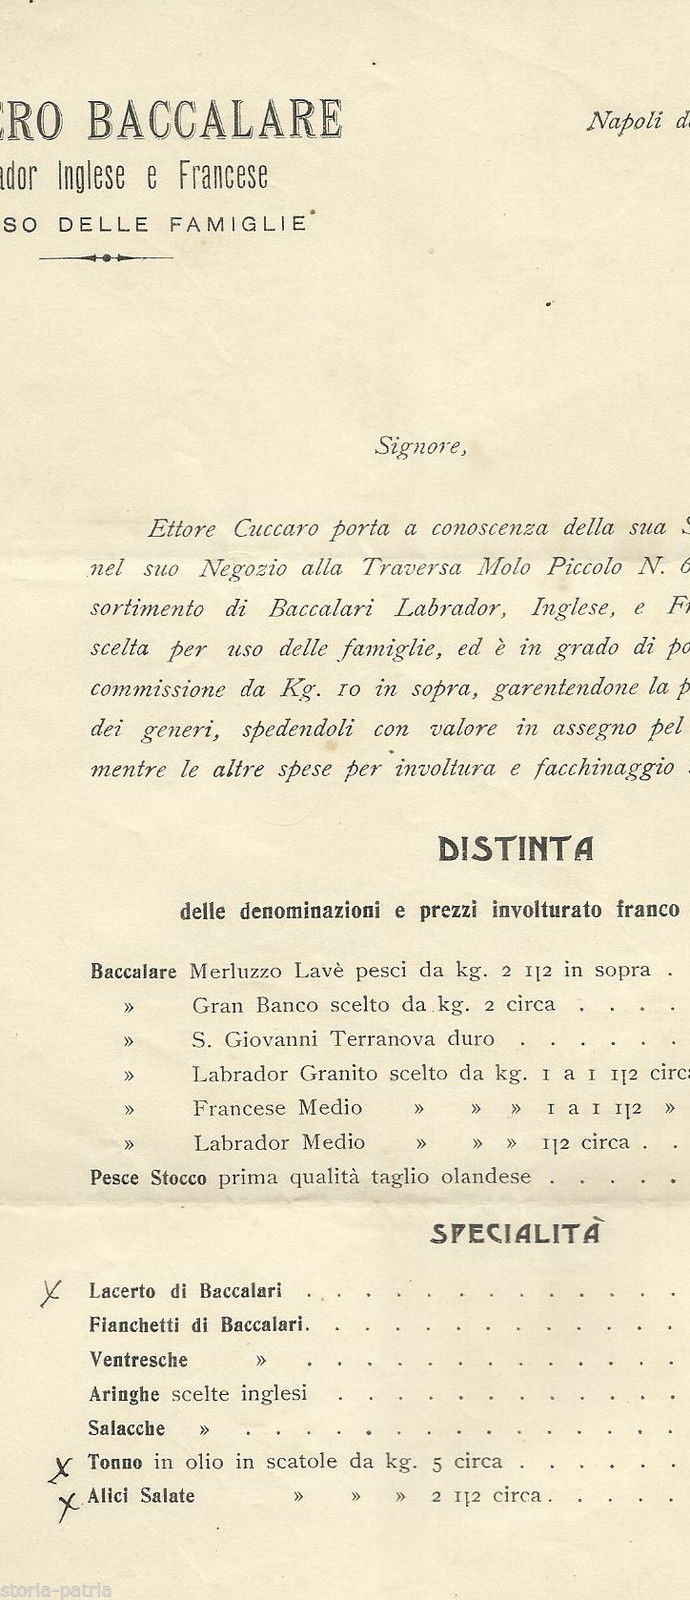 ERO BACCALARE
Napoli
ador Inglese e Francese
SO DELLE FAMIGLIE
Signore,
Ettore Cuccaro porta a conoscenza della sua S
nel suo Negozio alla Traversa Molo Piccolo N. 6
sortimento di Baccalari Labrador, Inglese, e Fr
scelta per uso delle famiglie, ed è in grado di po
commissione da Kg. 10 in sopra, garentendone la p
dei generi, spedendoli con valore in assegno pel
mentre le altre spese per involtura e facchinaggio
DISTINTA
delle denominazioni e prezzi involturato franco
Baccalare Merluzzo Lavè pesci da kg. 2 1|2 in sopra .
» Gran Banco scelto da kg. 2 circa . . . .
» S. Giovanni Terranova duro . . . . . .
» Labrador Granito scelto da kg. 1 a 1 1|2 circa
» Francese Medio » » » 1 a 1 1|2 »
» Labrador Medio » » » 1|2 circa . .
Pesce Stocco prima qualità taglio olandese . . . . .
SPECIALITÀ
x Lacerto di Baccalari . . . . . . . . . . . . .
Fianchetti di Baccalari. . . . . . . . . . . . .
Ventresche » . . . . . . . . . . . . .
Aringhe scelte inglesi . . . . . . . . . . . .
Salacche » . . . . . . . . . . . . . . .
x Tonno in olio in scatole da kg. 5 circa . . . . . .
x Alici Salate » » » 2 1|2 circa. . . . .
storia-patria